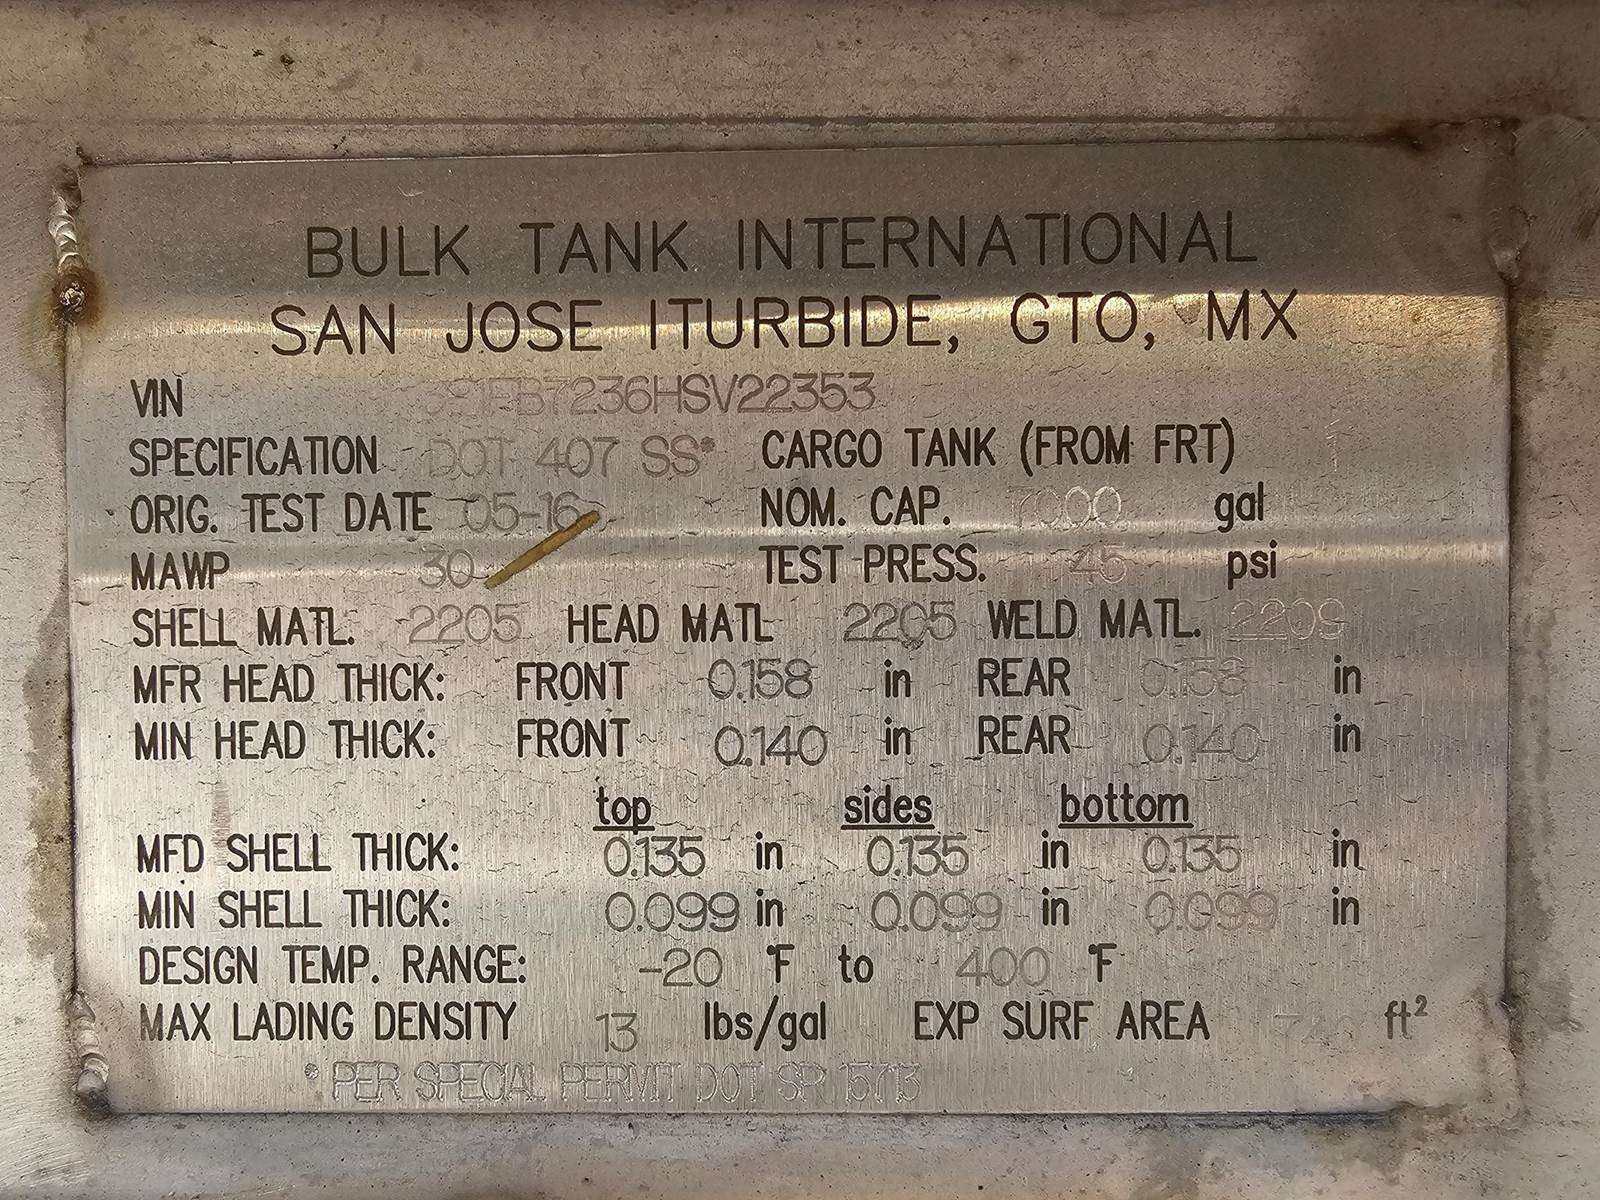 BULK TANK INTERNATIONAL
SAN JOSE ITURBIDE, GTO, MX
VIN
SPECIFICATION DOT 407 SS* CARGO TANK (FROM FRT) 1
ORIG. TEST DATE 05-16 NOM. CAP. 7000 gal
MAWP 30 TEST PRESS. 45 psi
SHELL MATL. 2205 HEAD MATL 2205 WELD MATL. 2209
MFR HEAD THICK: FRONT 0.158 in REAR 0.158 in
MIN HEAD THICK: FRONT 0.140 in REAR 0.140 in
top sides bottom
MFD SHELL THICK: 0.135 in 0.135 in 0.135 in
MIN SHELL THICK: 0.099 in 0.099 in 0.099 in
DESIGN TEMP. RANGE: -20 °F to 400 °F
MAX LADING DENSITY 13 lbs/gal EXP SURF AREA ft²
* PER SPECIAL PERMIT DOT SP 15713